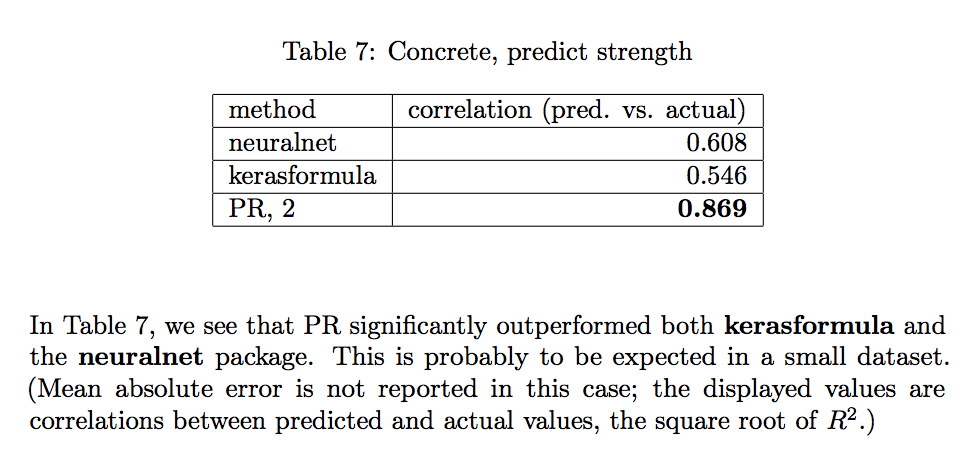 Table 7: Concrete, predict strength
method correlation (pred. vs. actual)
neuralnet 0.608
kerasformula 0.546
PR, 2 0.869
In Table 7, we see that PR significantly outperformed both kerasformula and
the neuralnet package. This is probably to be expected in a small dataset.
(Mean absolute error is not reported in this case; the displayed values are
correlations between predicted and actual values, the square root of R².)